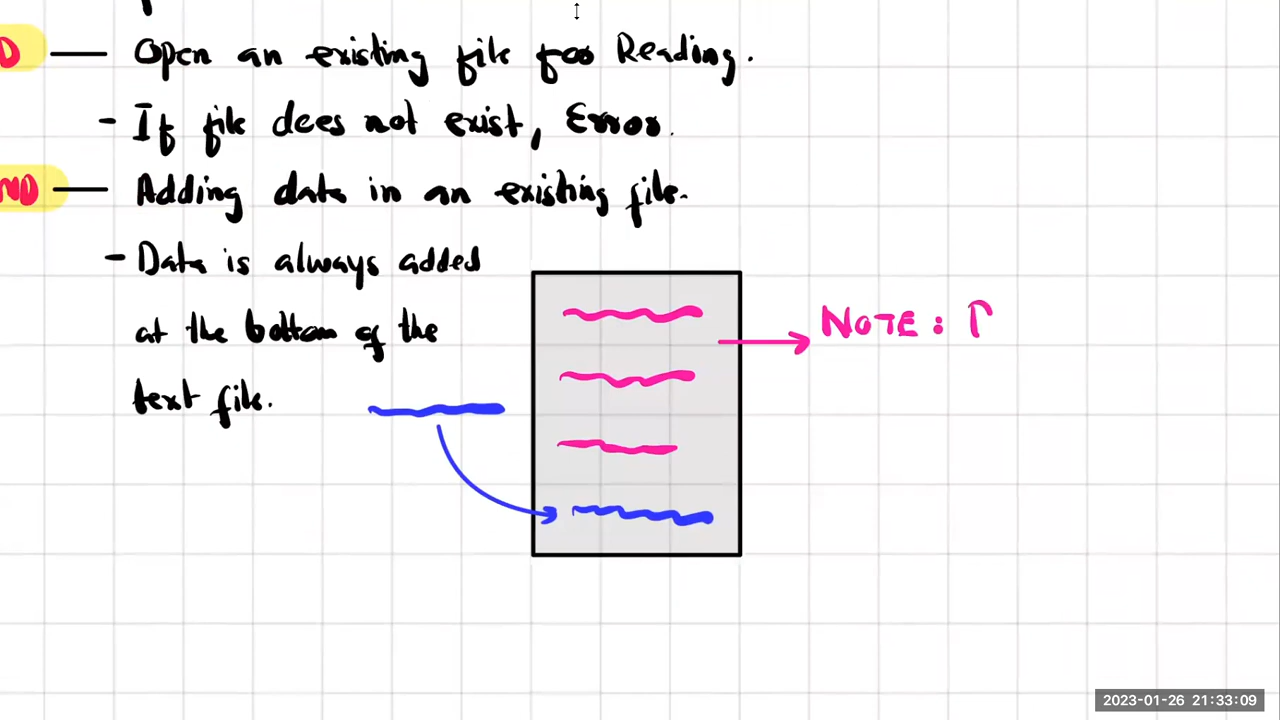 D — Open an existing file for Reading.
- If file does not exist, Error.
ND — Adding data in an existing file.
- Data is always added
at the bottom of the
text file.
NOTE:
2023-01-26 21:33:09